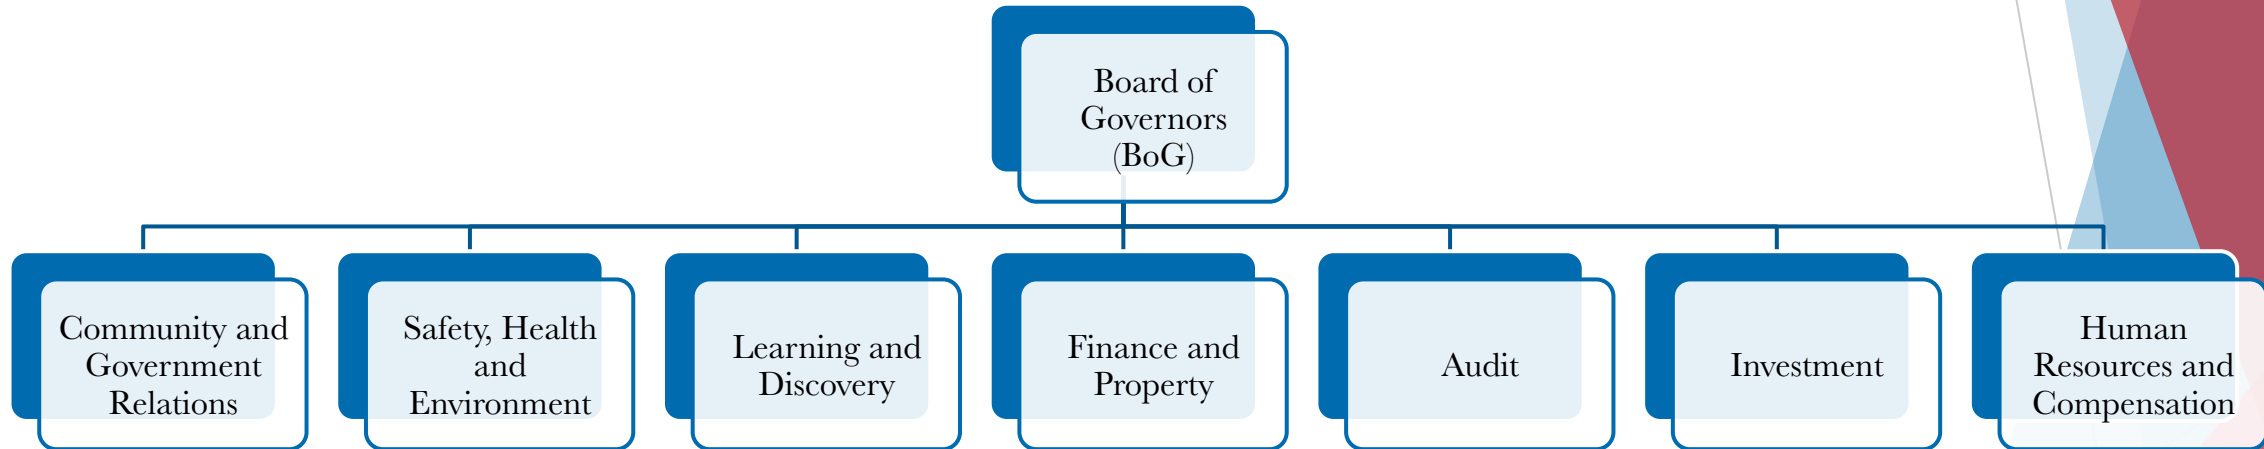 Board of
Governors
(BoG)
Community and
Government
Relations
Safety, Health
and
Environment
Learning and
Discovery
Finance and
Property
Audit
Investment
Human
Resources and
Compensation